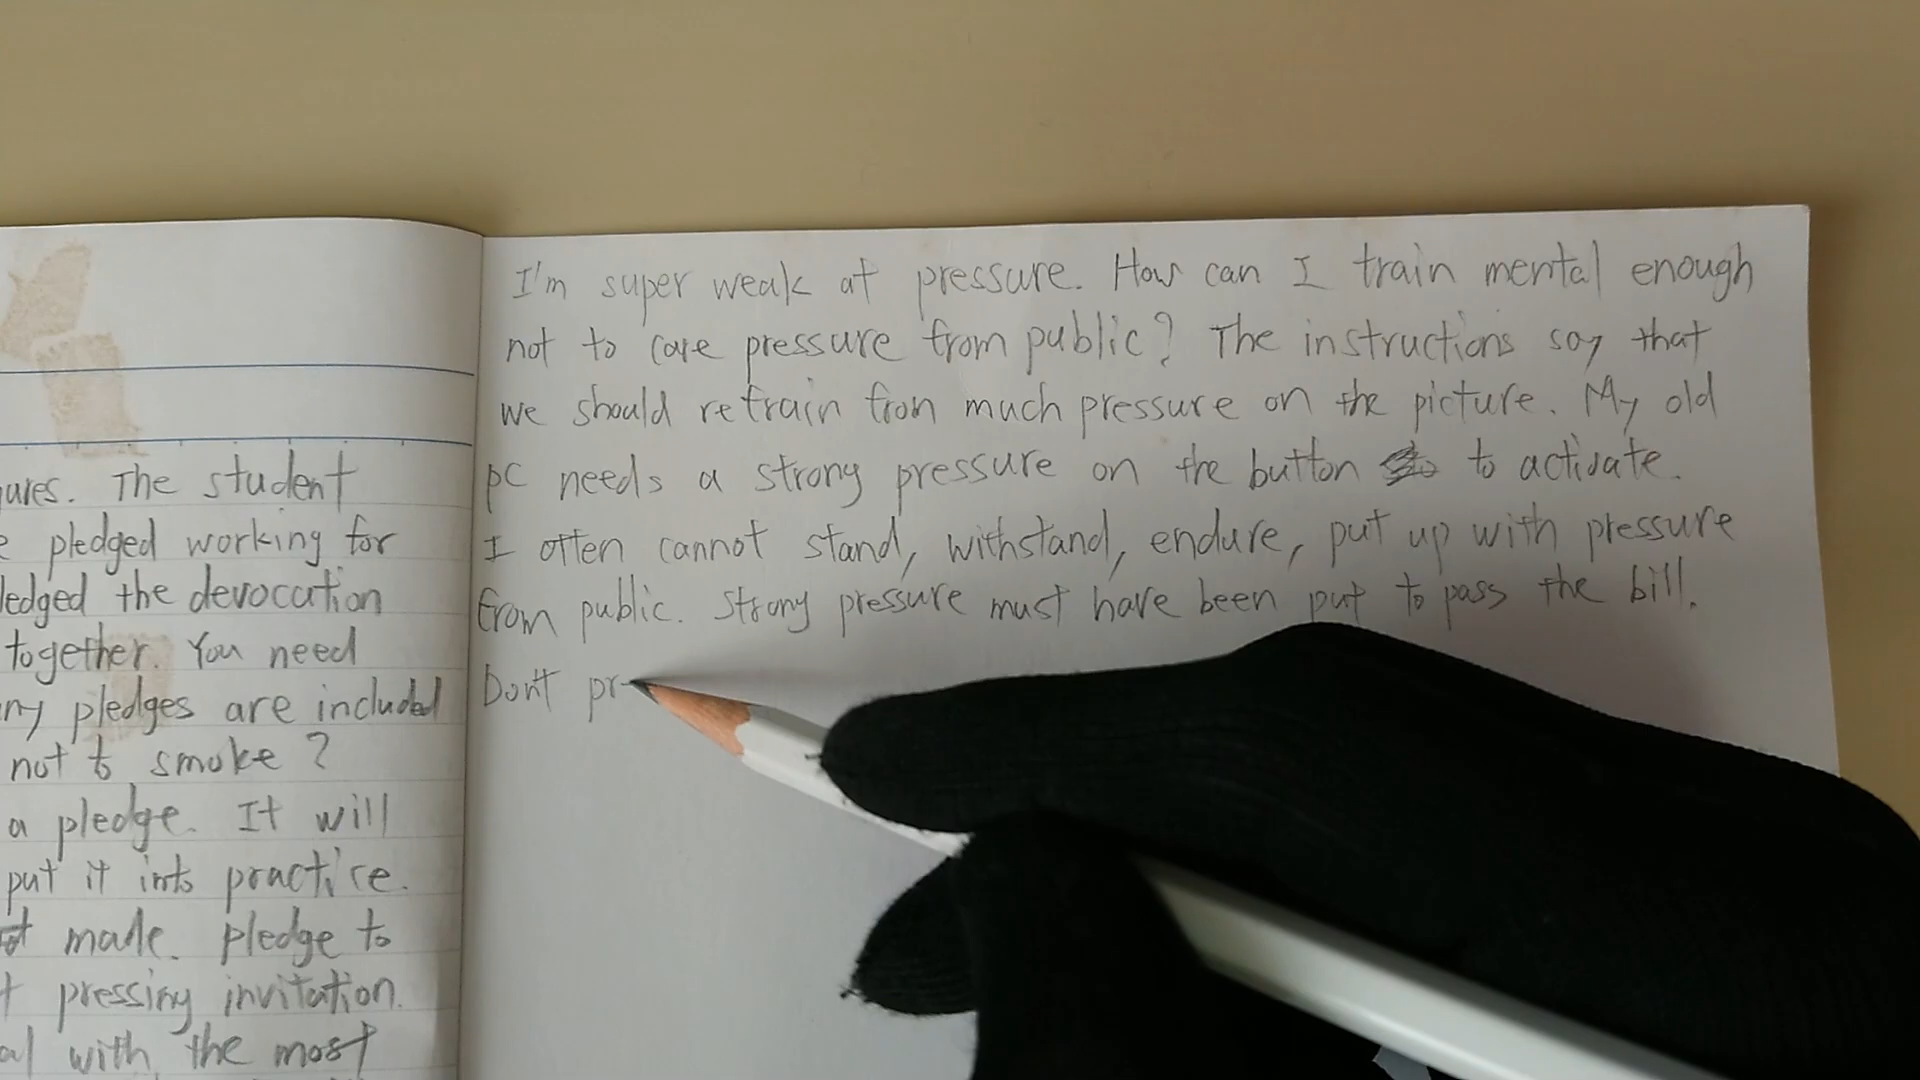 ures. The student
pledged working for
ledged the devocation
together. You need
my pledges are included
not to smoke?
a pledge. It will
put it into practice.
made. pledge to
pressing invitation.
with the most
I'm super weak at pressure. How can I train mental enough
not to care pressure from public? The instructions say that
we should refrain from much pressure on the picture. My old
pc needs a strong pressure on the button to activate.
I often cannot stand, withstand, endure, put up with pressure
from public. Strong pressure must have been put to pass the bill.
Don't pr